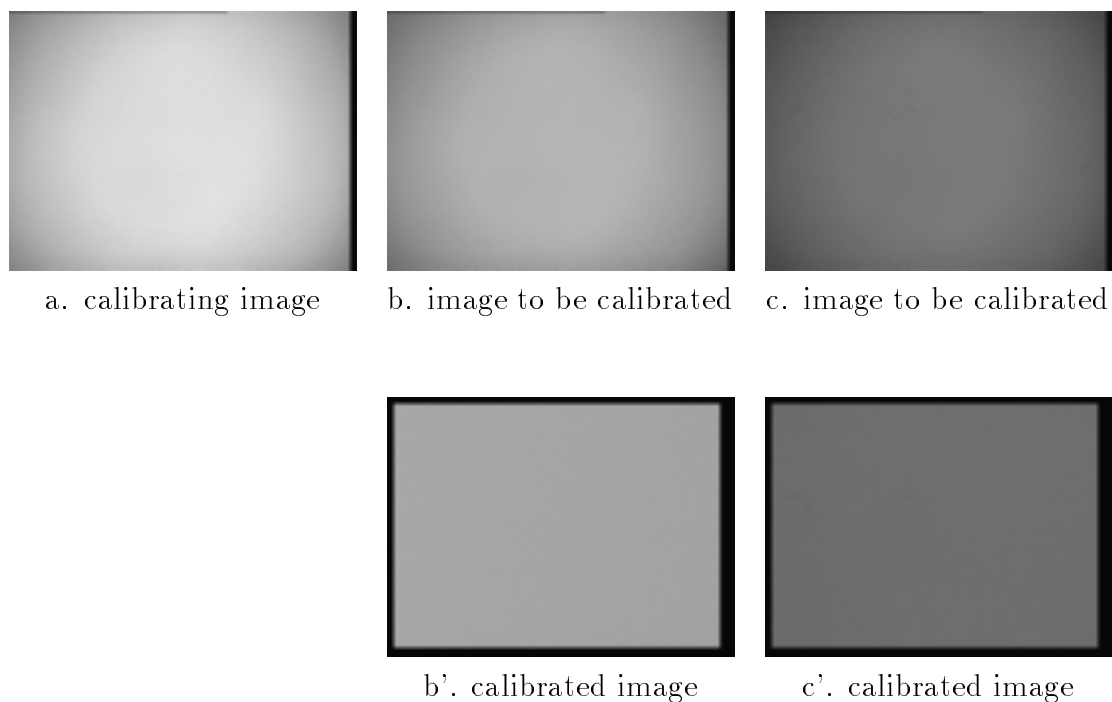 a. calibrating image
b. image to be calibrated
c. image to be calibrated
b'. calibrated image
c'. calibrated image